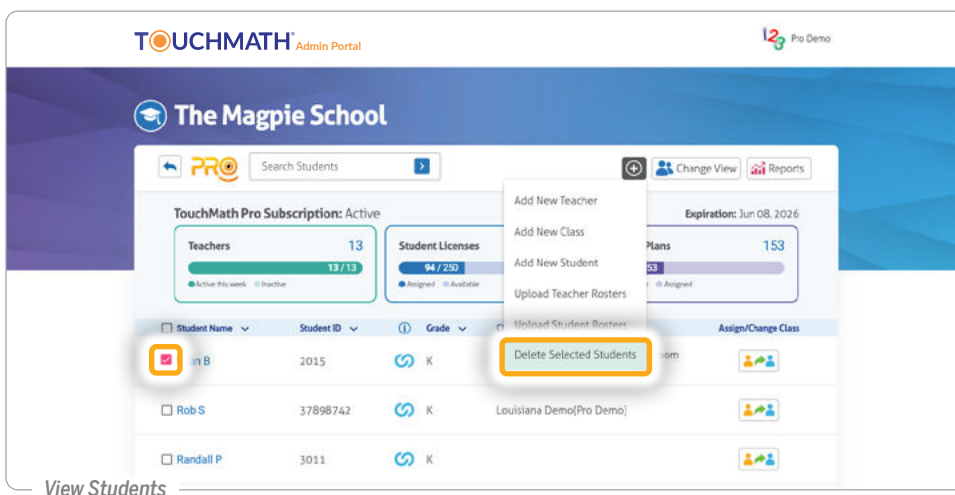 TOUCHMATH Admin Portal
123 Pro Demo
The Magpie School
PRO Search Students Change View Reports
Add New Teacher
Add New Class
Add New Student
Upload Teacher Rosters
Upload Student Rosters
Delete Selected Students
TouchMath Pro Subscription: Active Expiration: Jun 08, 2026
Teachers 13
13 / 13
Active this week Inactive
Student Licenses
94 / 250
Assigned Available
Plans 153
53
Assigned
Student Name Student ID Grade Assign/Change Class
n B 2015 K
Rob S 37898742 K Louisiana Demo(Pro Demo)
Randall P 3011 K
View Students